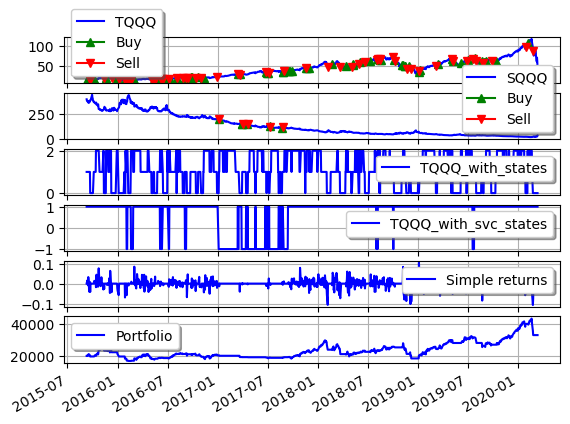 TQQQ
Buy
Sell
100
50
SQQQ
Buy
Sell
250
0
2
TQQQ_with_states
0
1
0
TQQQ_with_svc_states
−1
0.1
0.0
Simple returns
−0.1
40000
Portfolio
20000
2015-07
2016-01
2016-07
2017-01
2017-07
2018-01
2018-07
2019-01
2019-07
2020-01